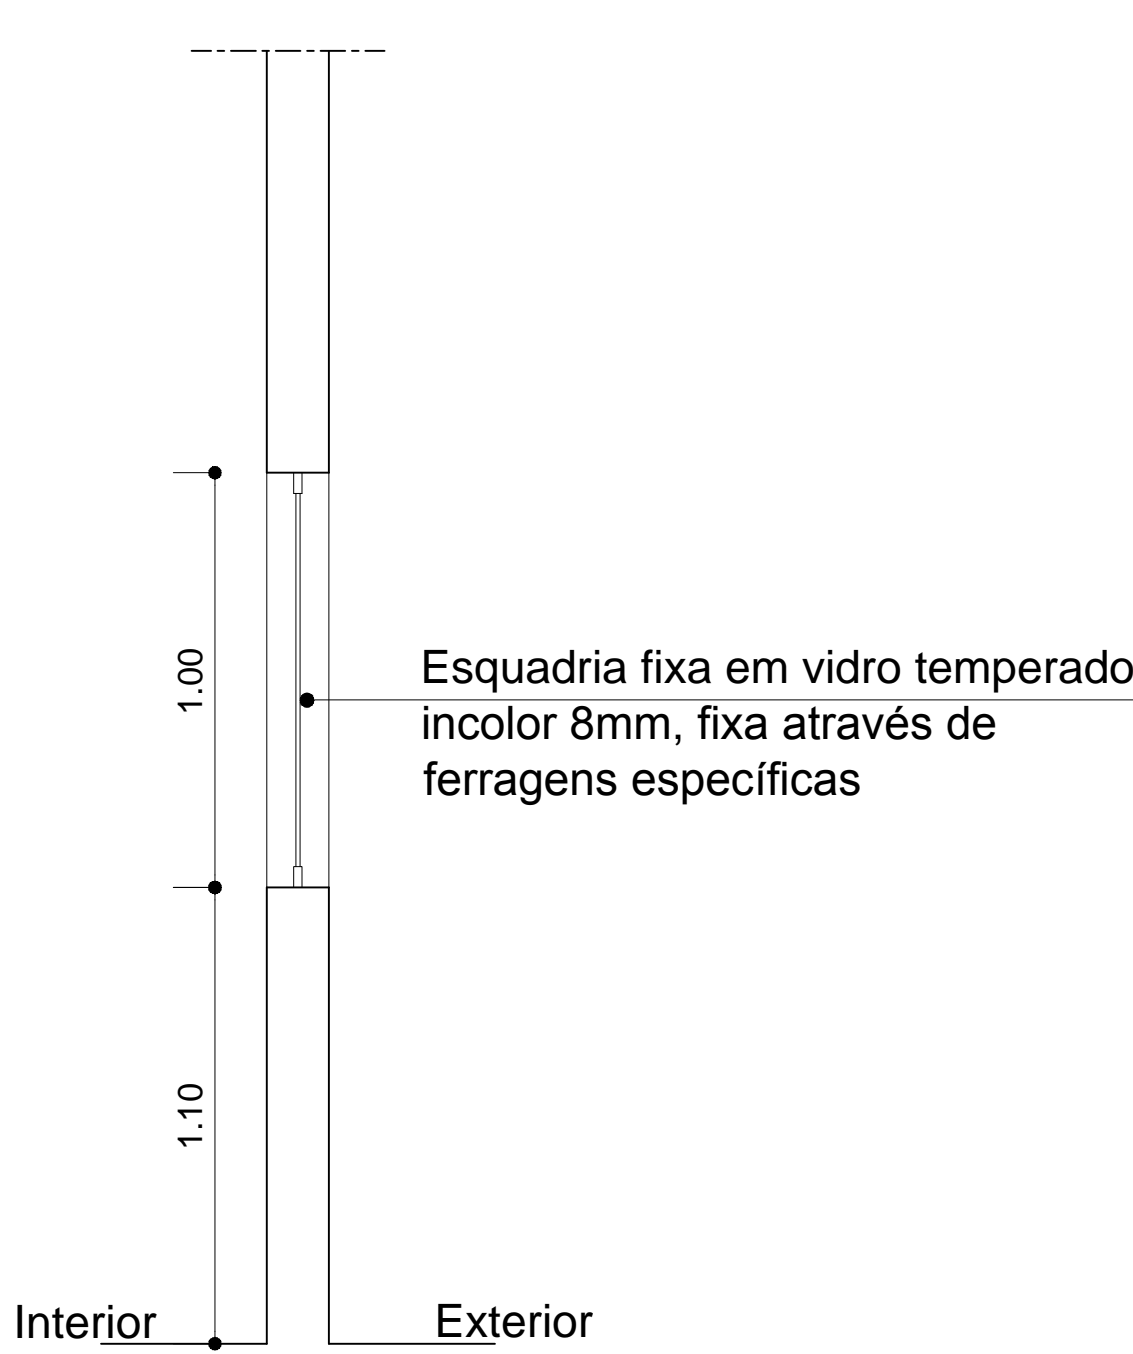 1.00
Esquadria fixa em vidro temperado
incolor 8mm, fixa através de
ferragens específicas
1.10
Interior
Exterior